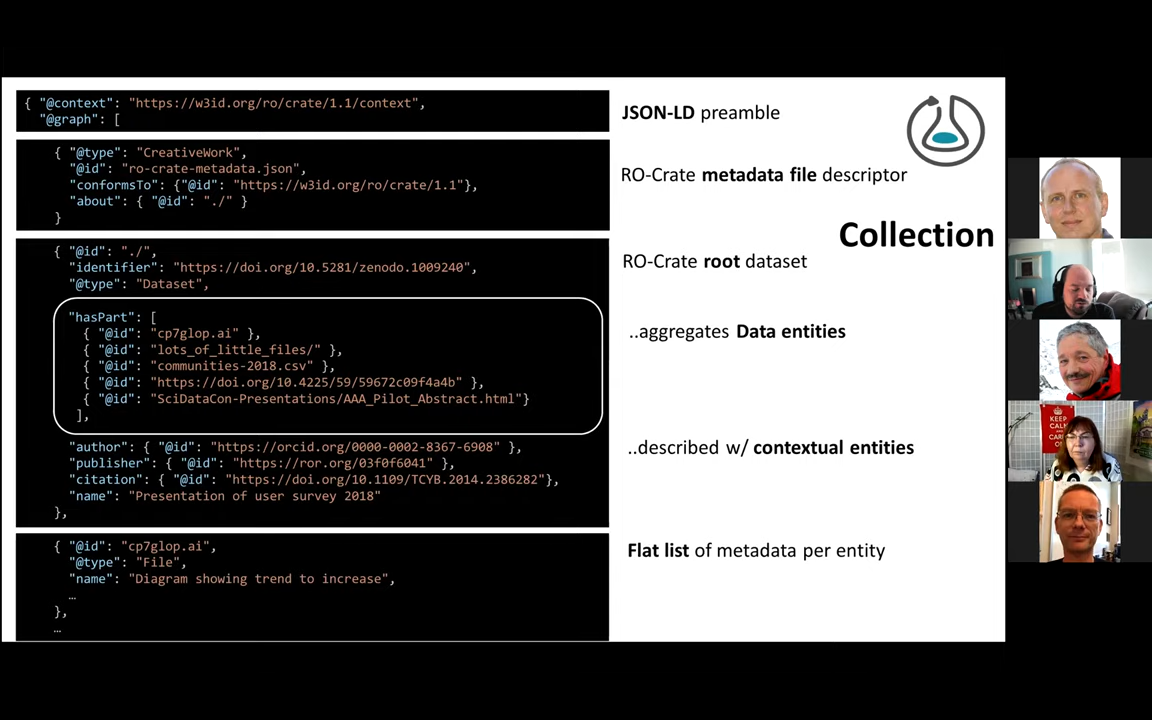 { "@context": "https://w3id.org/ro/crate/1.1/context",
"@graph": [
JSON-LD preamble
{ "@type": "CreativeWork",
"@id": "ro-crate-metadata.json",
"conformsTo": {"@id": "https://w3id.org/ro/crate/1.1"},
"about": { "@id": "./" }
}
RO-Crate metadata file descriptor
Collection
{ "@id": "./",
"identifier": "https://doi.org/10.5281/zenodo.1009240",
"@type": "Dataset",
RO-Crate root dataset
"hasPart": [
{ "@id": "cp7glop.ai" },
{ "@id": "lots_of_little_files/" },
{ "@id": "communities-2018.csv" },
{ "@id": "https://doi.org/10.4225/59/59672c09f4a4b" },
{ "@id": "SciDataCon-Presentations/AAA_Pilot_Abstract.html"}
],
..aggregates Data entities
"author": { "@id": "https://orcid.org/0000-0002-8367-6908" },
"publisher": { "@id": "https://ror.org/03f0f6041" },
"citation": { "@id": "https://doi.org/10.1109/TCYB.2014.2386282"},
"name": "Presentation of user survey 2018"
},
..described w/ contextual entities
{ "@id": "cp7glop.ai",
"@type": "File",
"name": "Diagram showing trend to increase",
…
},
…
Flat list of metadata per entity
KEEP